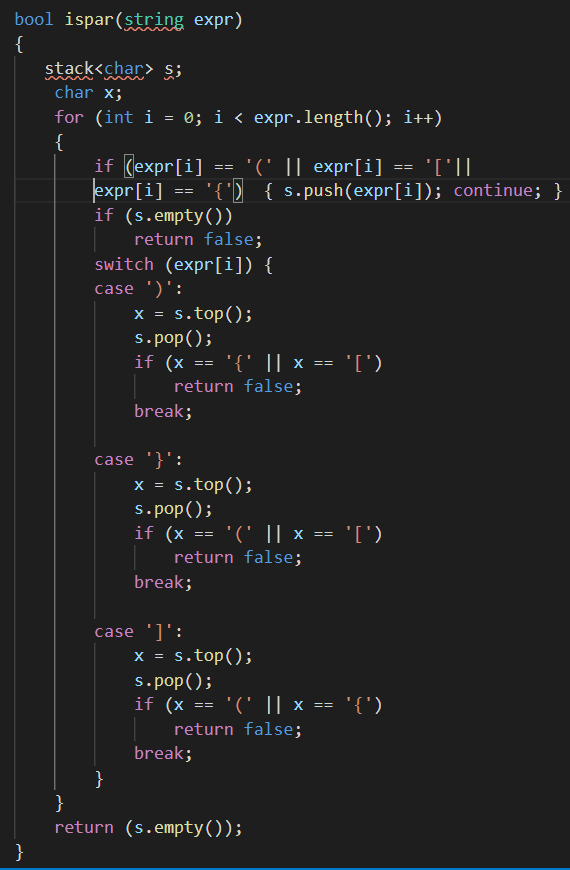 bool ispar(string expr)
{
   stack<char> s;
    char x;
    for (int i = 0; i < expr.length(); i++)
    {
        if (expr[i] == '(' || expr[i] == '['||
        expr[i] == '{')  { s.push(expr[i]); continue; }
        if (s.empty())
            return false;
        switch (expr[i]) {
        case ')':
            x = s.top();
            s.pop();
            if (x == '{' || x == '[')
                return false;
            break;

        case '}':
            x = s.top();
            s.pop();
            if (x == '(' || x == '[')
                return false;
            break;

        case ']':
            x = s.top();
            s.pop();
            if (x == '(' || x == '{')
                return false;
            break;
        }
    }
    return (s.empty());
}